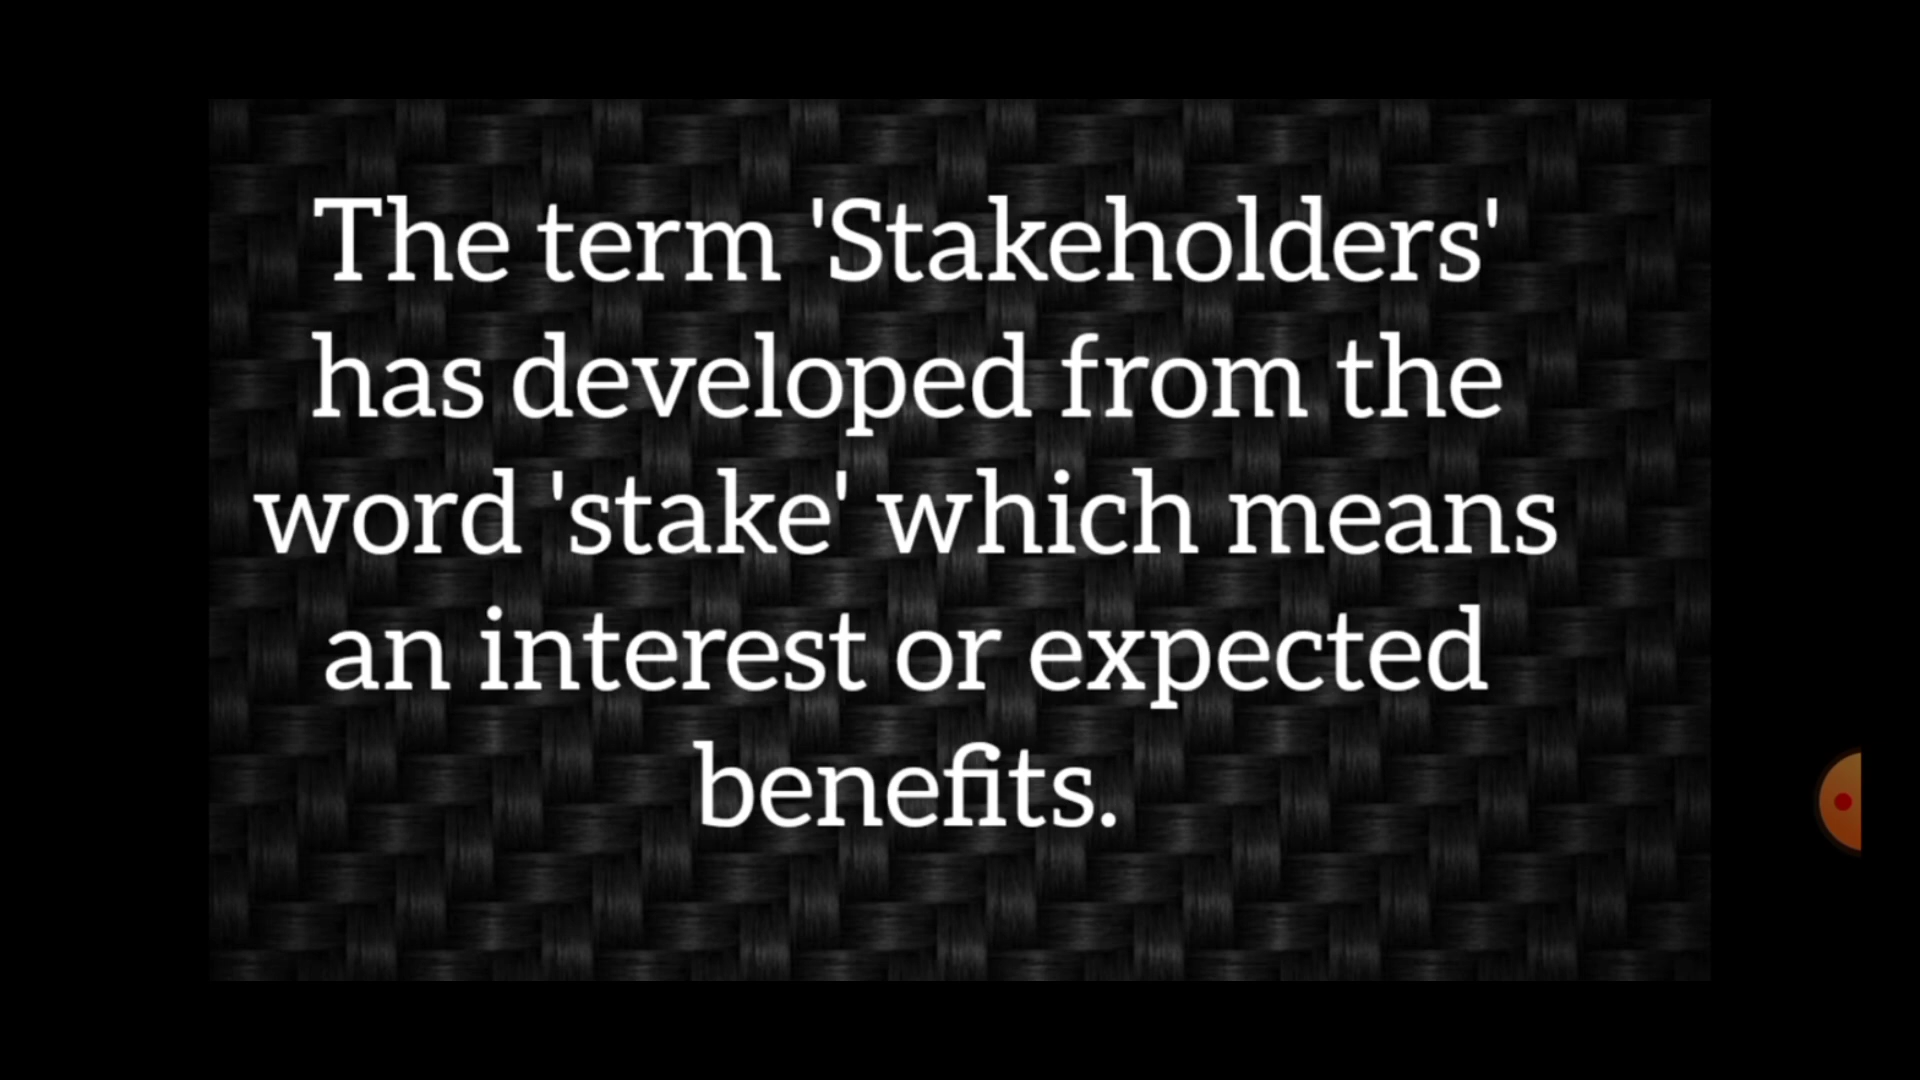 The term 'Stakeholders'
has developed from the
word 'stake' which means
an interest or expected
benefits.